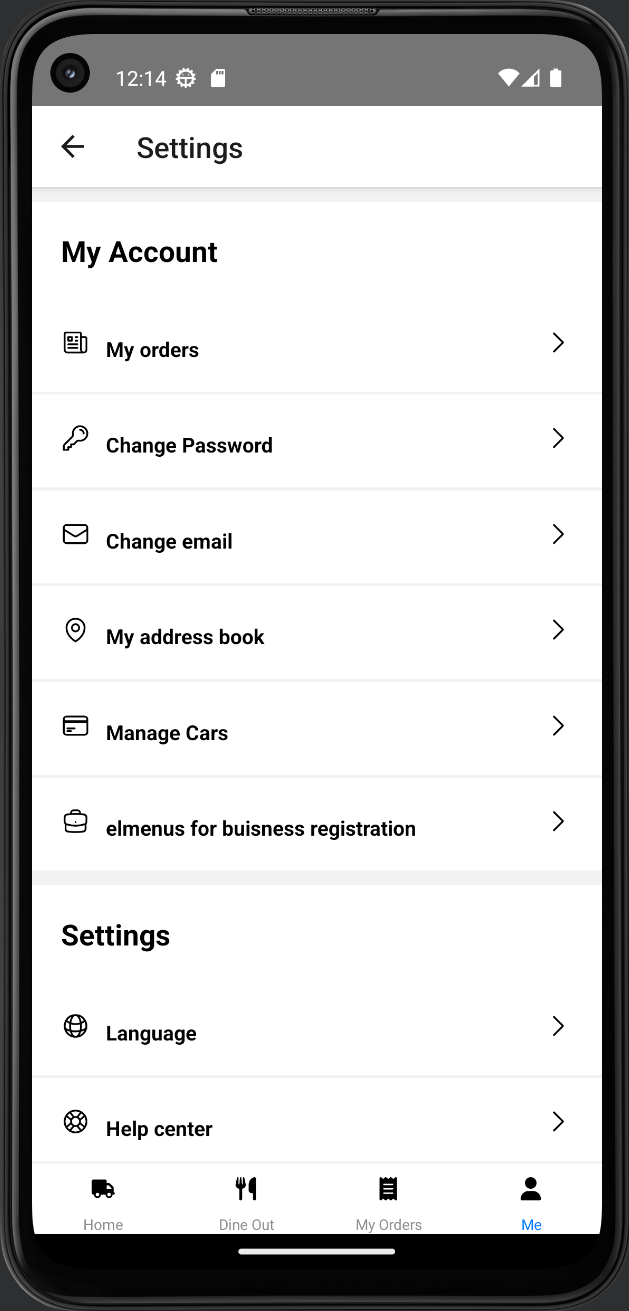 12:14
Settings
My Account
My orders
Change Password
Change email
My address book
Manage Cars
elmenus for buisness registration
Settings
Language
Help center
Home
Dine Out
My Orders
Me